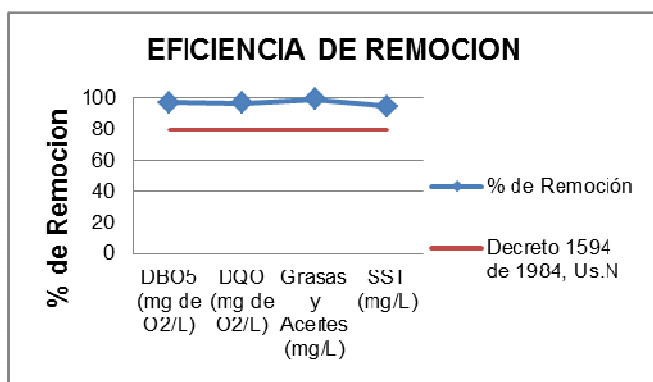 EFICIENCIA DE REMOCION
% de Remocion
100
80
60
40
20
0
DBO5
(mg de
O2/L)
DQO
(mg de
O2/L)
Grasas
y
Aceites
(mg/L)
SST
(mg/L)
% de Remoción
Decreto 1594
de 1984, Us.N